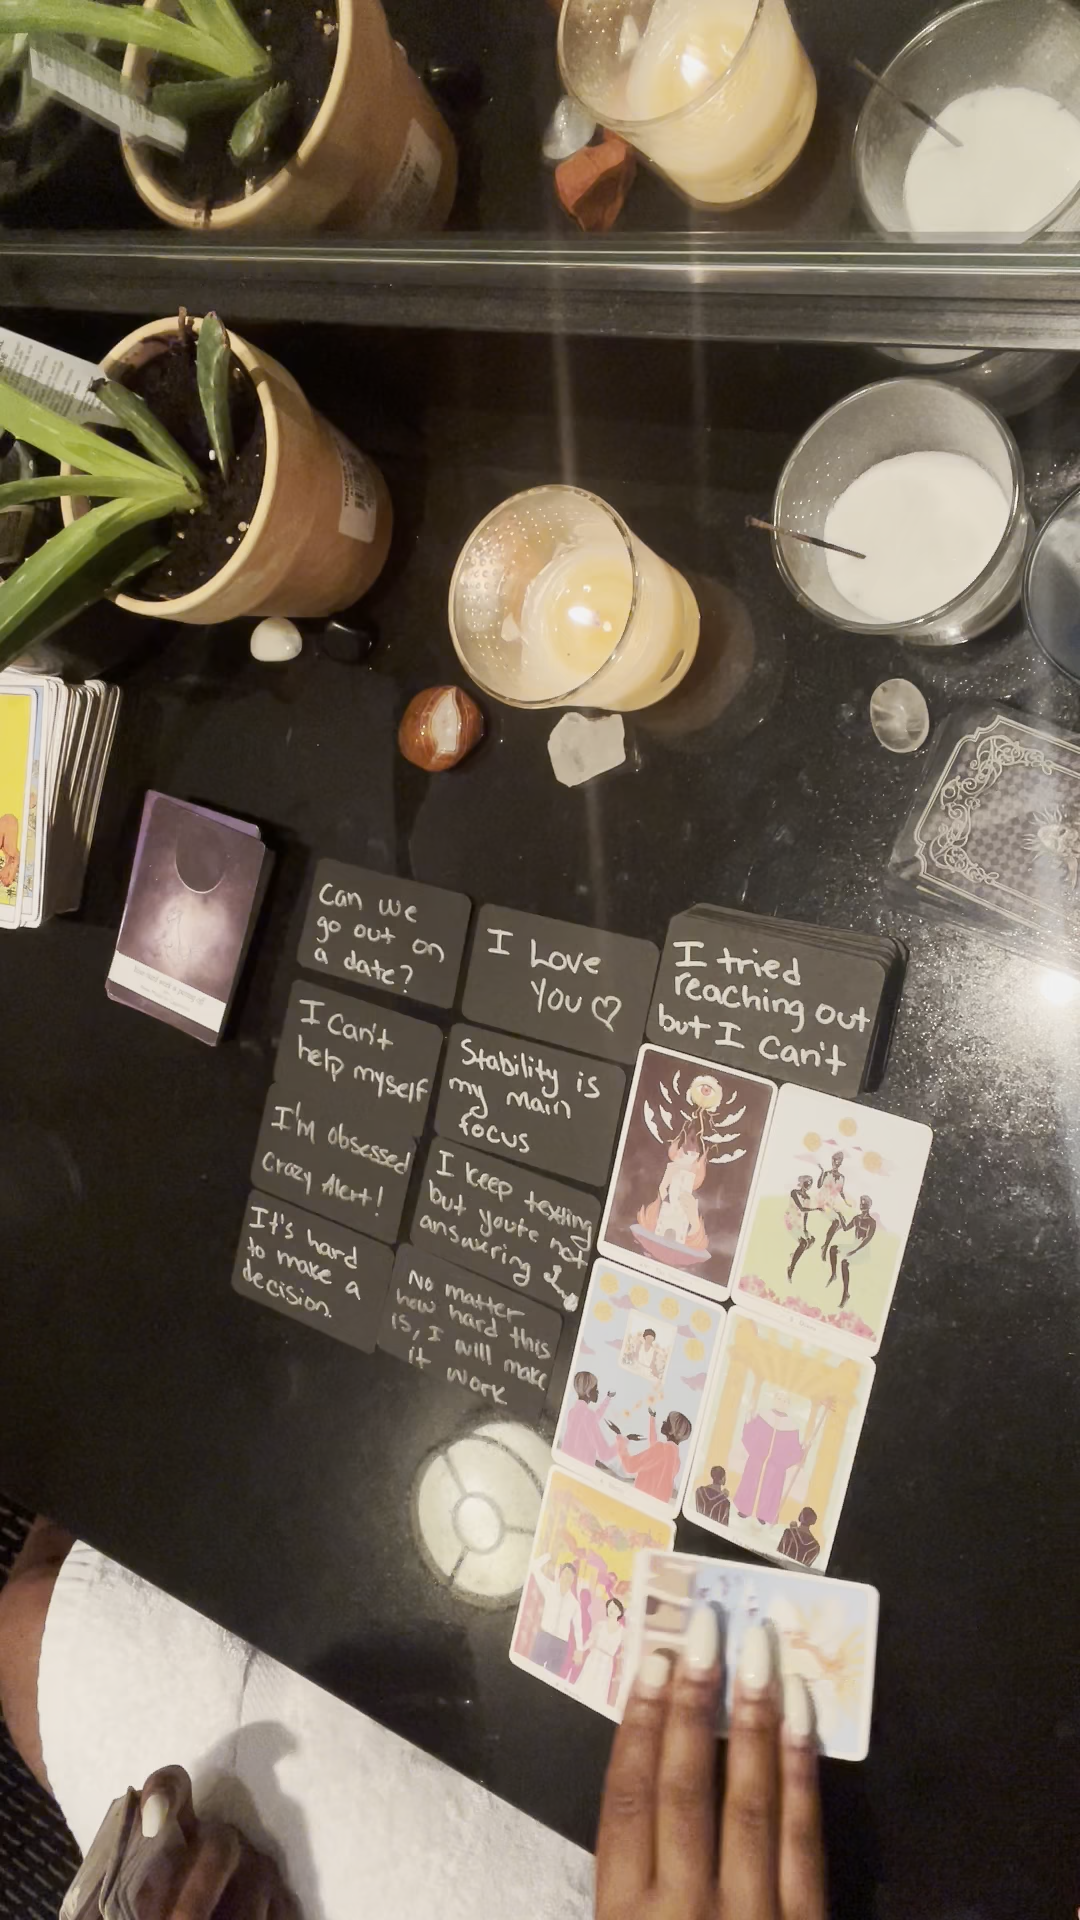 Can we
go out on
a date?
I Love
You ♡
I tried
reaching out
but I can't
I Can't
help myself
Stability is
my main
focus
I'm obsessed
Crazy Alert!
I keep texting
but you're not
answering
It's hard
to make a
decision.
No matter
how hard this
is, I will make
it work